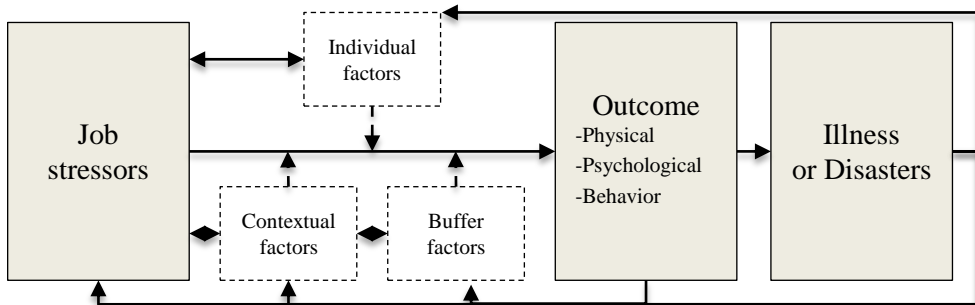 Individual
factors
Job
stressors
Contextual
factors
Buffer
factors
Outcome
-Physical
-Psychological
-Behavior
Illness
or Disasters